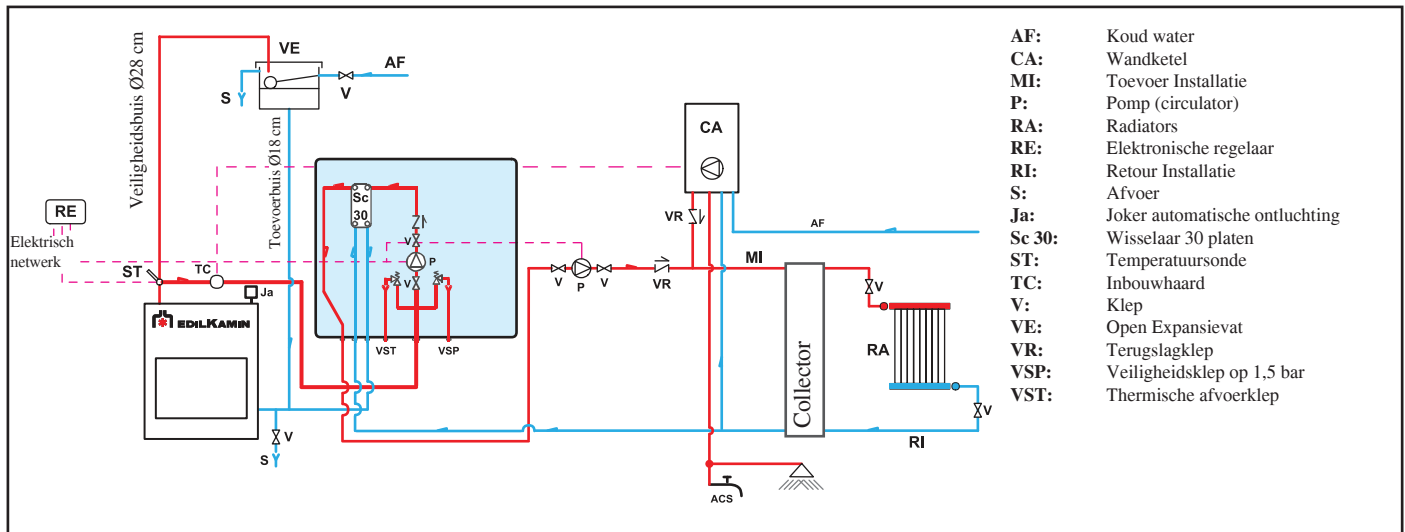 VE
AF
V
S
Veiligheidsbuis Ø28 cm
Toevoerbuis Ø18 cm
RE
Elektrisch
netwerk
ST
TC
Ja
EDILKAMIN
V
S
Sc
30
V
P
V
VST
VSP
CA
VR
AF
MI
V
P
V
VR
Collector
V
RA
V
RI
ACS
AF: Koud water
CA: Wandketel
MI: Toevoer Installatie
P: Pomp (circulator)
RA: Radiators
RE: Elektronische regelaar
RI: Retour Installatie
S: Afvoer
Ja: Joker automatische ontluchting
Sc 30: Wisselaar 30 platen
ST: Temperatuursonde
TC: Inbouwhaard
V: Klep
VE: Open Expansievat
VR: Terugslagklep
VSP: Veiligheidsklep op 1,5 bar
VST: Thermische afvoerklep